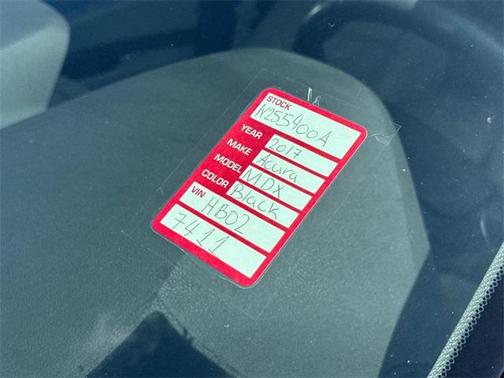 STOCK
N255400A
YEAR 2017
MAKE Acura
MODEL MDX
COLOR Black
VIN HB02
7411